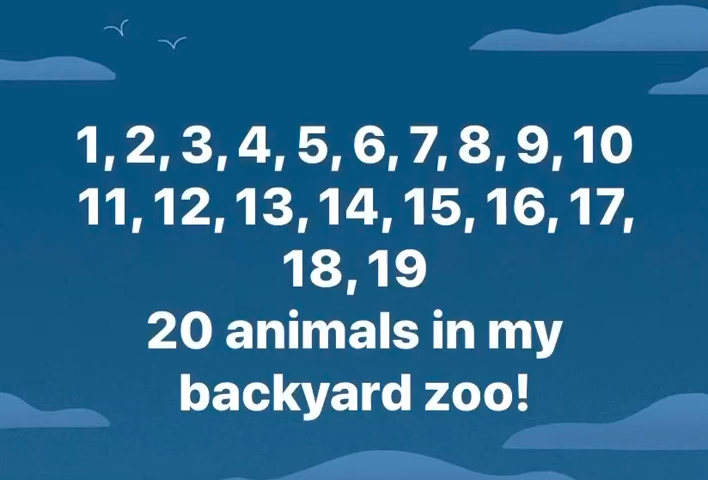 1, 2, 3, 4, 5, 6, 7, 8, 9, 10
11, 12, 13, 14, 15, 16, 17,
18, 19
20 animals in my
backyard zoo!